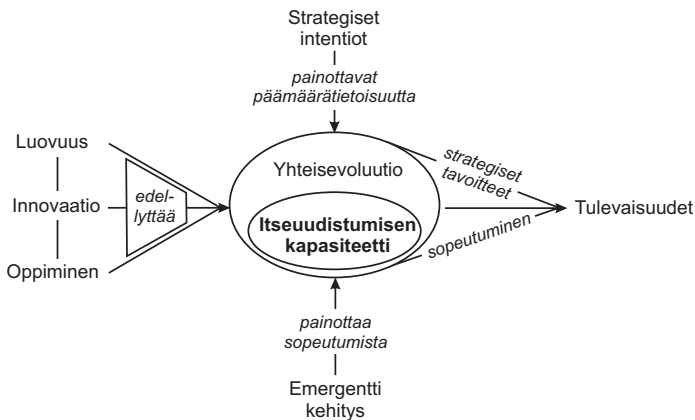 Strategiset
intentiot
painottavat
päämäärätietoisuutta
Luovuus
Innovaatio
Oppiminen
edel-
lyttää
Yhteisevoluutio
Itseuudistumisen
kapasiteetti
strategiset
tavoitteet
sopeutuminen
Tulevaisuudet
painottaa
sopeutumista
Emergentti
kehitys